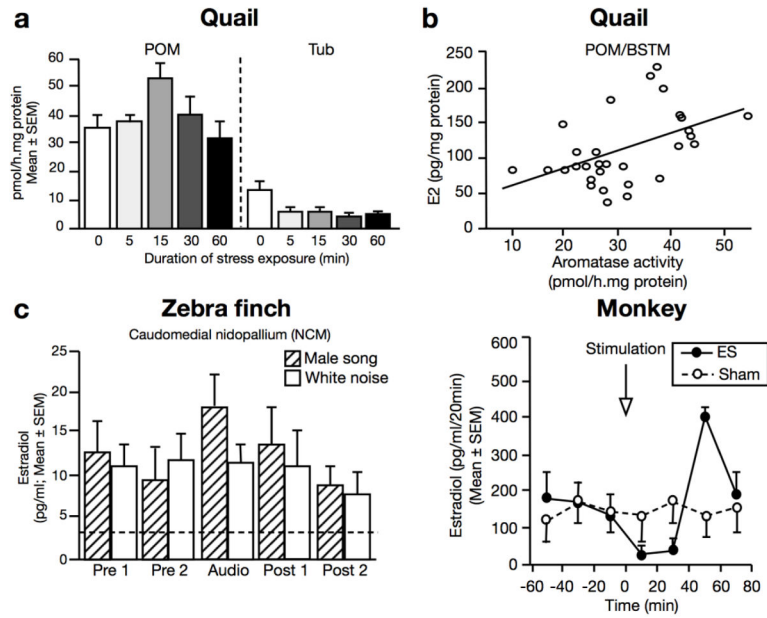 a
Quail
POM
Tub
pmol/h.mg protein
Mean ± SEM)
60
50
40
30
20
10
0
0 5 15 30 60 0 5 15 30 60
Duration of stress exposure (min)
b
Quail
POM/BSTM
E2 (pg/mg protein)
250
200
150
100
50
0
10 20 30 40 50
Aromatase activity
(pmol/h.mg protein)
c
Zebra finch
Caudomedial nidopallium (NCM)
Male song
White noise
Estradiol
(pg/ml; Mean ± SEM)
25
20
15
10
5
0
Pre 1 Pre 2 Audio Post 1 Post 2
Monkey
Stimulation
ES
Sham
Estradiol (pg/ml/20min)
(Mean ± SEM)
600
500
400
300
200
100
0
-60 -40 -20 0 20 40 60 80
Time (min)